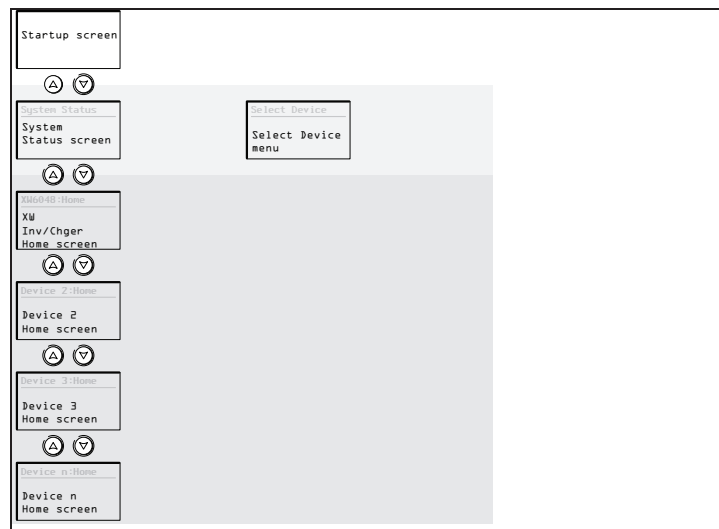 Startup screen
System Status
System
Status screen
Select Device
Select Device
menu
XW6048:Home
XW
Inv/Chger
Home screen
Device 2:Home
Device 2
Home screen
Device 3:Home
Device 3
Home screen
Device n:Home
Device n
Home screen